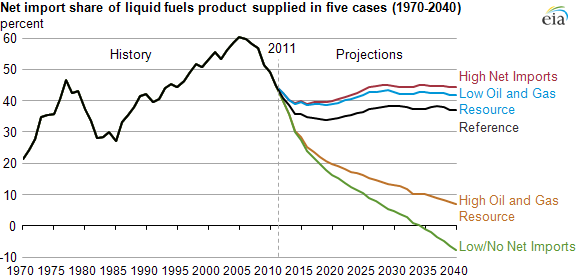 Net import share of liquid fuels product supplied in five cases (1970-2040)
percent
eia
60
50
40
30
20
10
0
-10
History
2011
Projections
High Net Imports
Low Oil and Gas
Resource
Reference
High Oil and Gas
Resource
Low/No Net Imports
1970 1975 1980 1985 1990 1995 2000 2005 2010 2015 2020 2025 2030 2035 2040